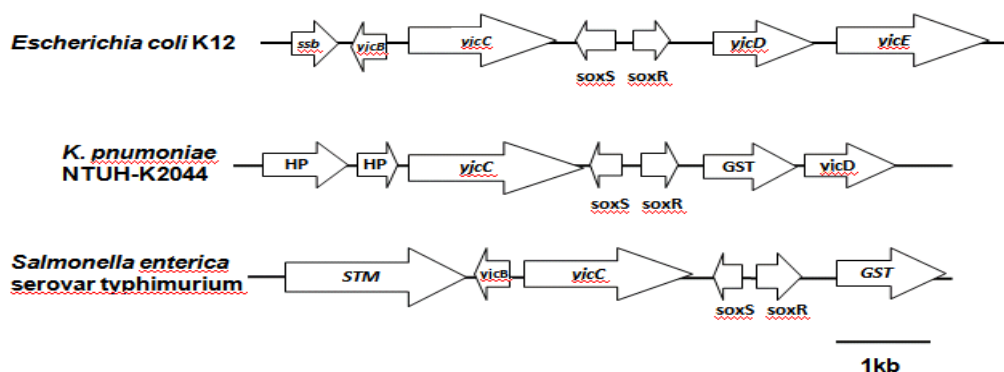 Escherichia coli K12
ssb
yjcB
yjcC
soxS
soxR
yjcD
yjcE
K. pnumoniae
NTUH-K2044
HP
HP
yjcC
soxS
soxR
GST
yjcD
Salmonella enterica
serovar typhimurium
STM
yjcB
yjcC
soxS
soxR
GST
1kb